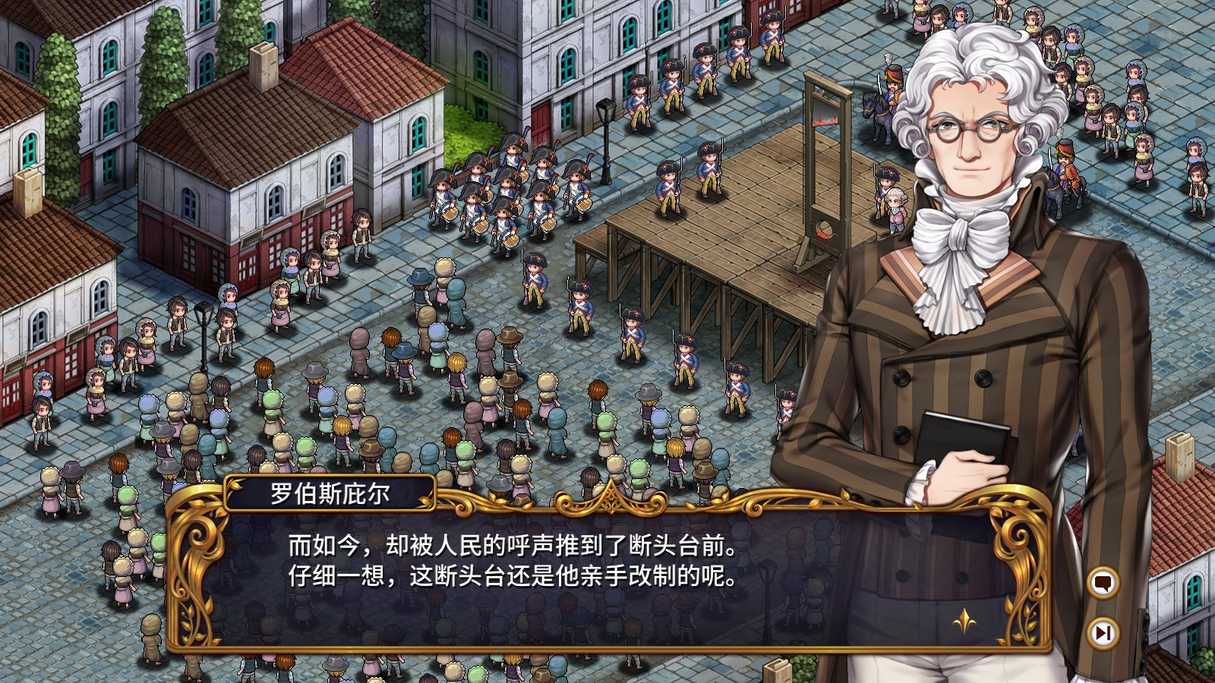 罗伯斯庇尔
而如今，却被人民的呼声推到了断头台前。
仔细一想，这断头台还是他亲手改制的呢。